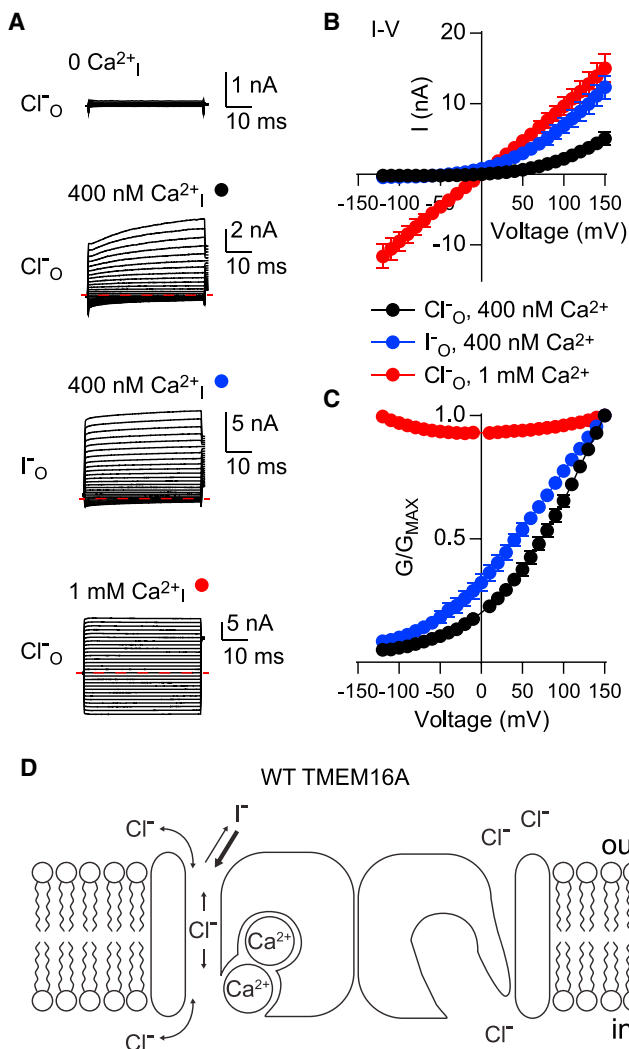 A
0 Ca²⁺I
Cl⁻O
1 nA
10 ms
400 nM Ca²⁺I
Cl⁻O
2 nA
10 ms
400 nM Ca²⁺I
I⁻O
5 nA
10 ms
1 mM Ca²⁺I
Cl⁻O
5 nA
10 ms
B
I-V
I (nA)
20
10
-10
-150 -100 -50 50 100 150
Voltage (mV)
Cl⁻O, 400 nM Ca²⁺
I⁻O, 400 nM Ca²⁺
Cl⁻O, 1 mM Ca²⁺
C
G/GMAX
1.0
0.5
-150 -100 -50 0 50 100 150
Voltage (mV)
D
WT TMEM16A
I⁻
Cl⁻
Cl⁻
Cl⁻
Cl⁻
Ca²⁺
Ca²⁺
ou
Cl⁻
Cl⁻
in